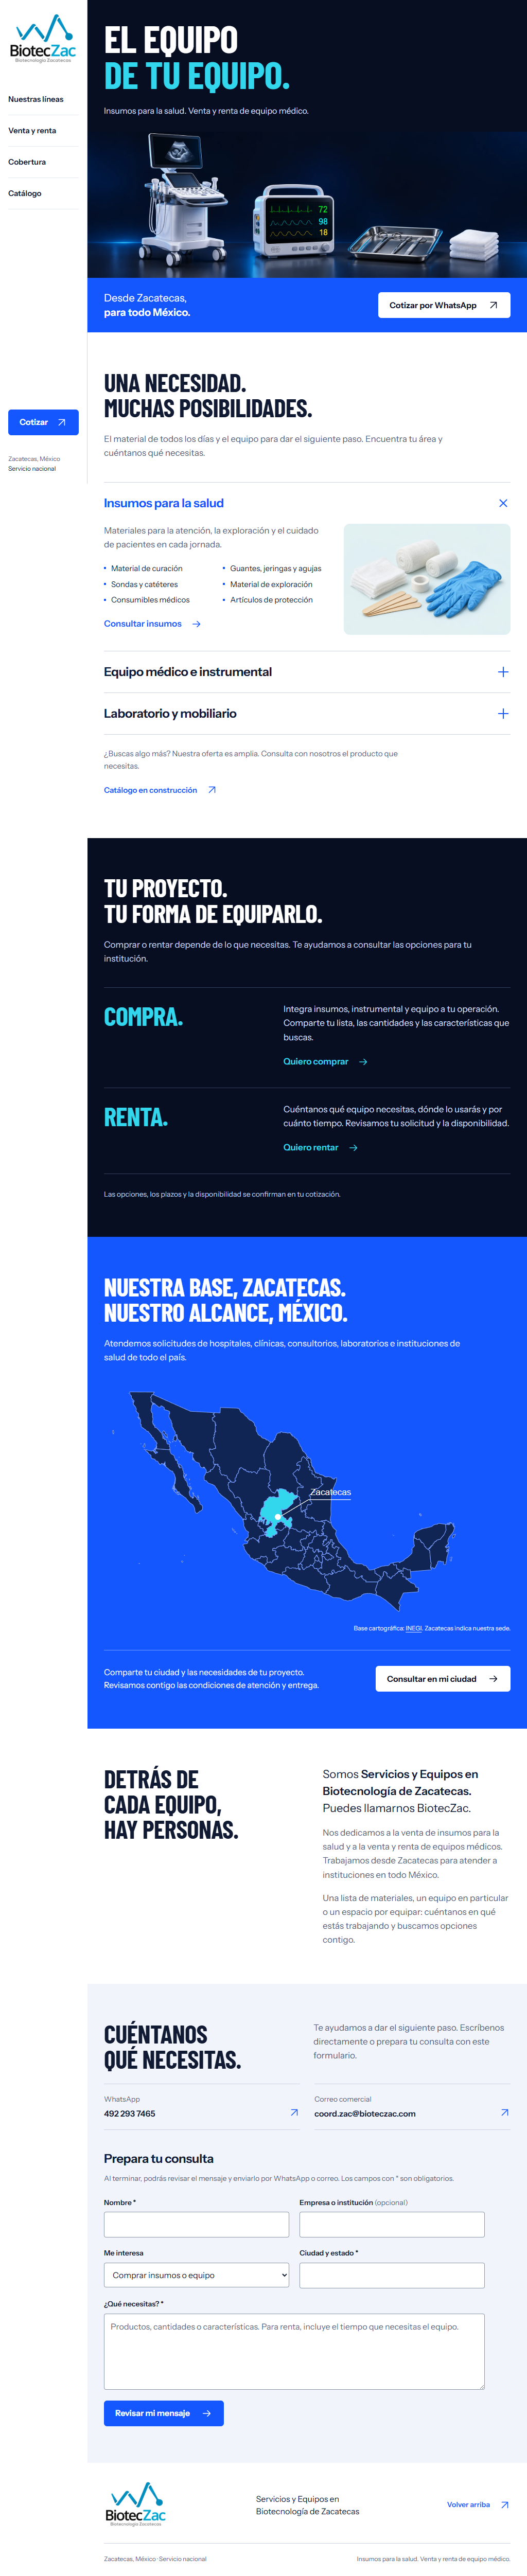 BiotecZac
Biotecnología Zacatecas
Nuestras líneas
Venta y renta
Cobertura
Catálogo
Cotizar
Zacatecas, México
Servicio nacional
EL EQUIPO
DE TU EQUIPO.
Insumos para la salud. Venta y renta de equipo médico.
72
98
18
Desde Zacatecas,
para todo México.
Cotizar por WhatsApp
UNA NECESIDAD.
MUCHAS POSIBILIDADES.
El material de todos los días y el equipo para dar el siguiente paso. Encuentra tu área y
cuéntanos qué necesitas.
Insumos para la salud
Materiales para la atención, la exploración y el cuidado
de pacientes en cada jornada.
Material de curación
Guantes, jeringas y agujas
Sondas y catéteres
Material de exploración
Consumibles médicos
Artículos de protección
Consultar insumos
Equipo médico e instrumental
Laboratorio y mobiliario
¿Buscas algo más? Nuestra oferta es amplia. Consulta con nosotros el producto que
necesitas.
Catálogo en construcción
TU PROYECTO.
TU FORMA DE EQUIPARLO.
Comprar o rentar depende de lo que necesitas. Te ayudamos a consultar las opciones para tu
institución.
COMPRA.
Integra insumos, instrumental y equipo a tu operación.
Comparte tu lista, las cantidades y las características que
buscas.
Quiero comprar
RENTA.
Cuéntanos qué equipo necesitas, dónde lo usarás y por
cuánto tiempo. Revisamos tu solicitud y la disponibilidad.
Quiero rentar
Las opciones, los plazos y la disponibilidad se confirman en tu cotización.
NUESTRA BASE, ZACATECAS.
NUESTRO ALCANCE, MÉXICO.
Atendemos solicitudes de hospitales, clínicas, consultorios, laboratorios e instituciones de
salud de todo el país.
Zacatecas
Base cartográfica: INEGI. Zacatecas indica nuestra sede.
Comparte tu ciudad y las necesidades de tu proyecto.
Revisamos contigo las condiciones de atención y entrega.
Consultar en mi ciudad
DETRÁS DE
CADA EQUIPO,
HAY PERSONAS.
Somos Servicios y Equipos en
Biotecnología de Zacatecas.
Puedes llamarnos BiotecZac.
Nos dedicamos a la venta de insumos para la
salud y a la venta y renta de equipos médicos.
Trabajamos desde Zacatecas para atender a
instituciones en todo México.
Una lista de materiales, un equipo en particular
o un espacio por equipar: cuéntanos en qué
estás trabajando y buscamos opciones
contigo.
CUÉNTANOS
QUÉ NECESITAS.
Te ayudamos a dar el siguiente paso. Escríbenos
directamente o prepara tu consulta con este
formulario.
WhatsApp
492 293 7465
Correo comercial
coord.zac@bioteczac.com
Prepara tu consulta
Al terminar, podrás revisar el mensaje y enviarlo por WhatsApp o correo. Los campos con * son obligatorios.
Nombre *
Empresa o institución (opcional)
Me interesa
Ciudad y estado *
Comprar insumos o equipo
¿Qué necesitas? *
Productos, cantidades o características. Para renta, incluye el tiempo que necesitas el equipo.
Revisar mi mensaje
BiotecZac
Biotecnología Zacatecas
Servicios y Equipos en
Biotecnología de Zacatecas
Volver arriba
Zacatecas, México · Servicio nacional
Insumos para la salud. Venta y renta de equipo médico.